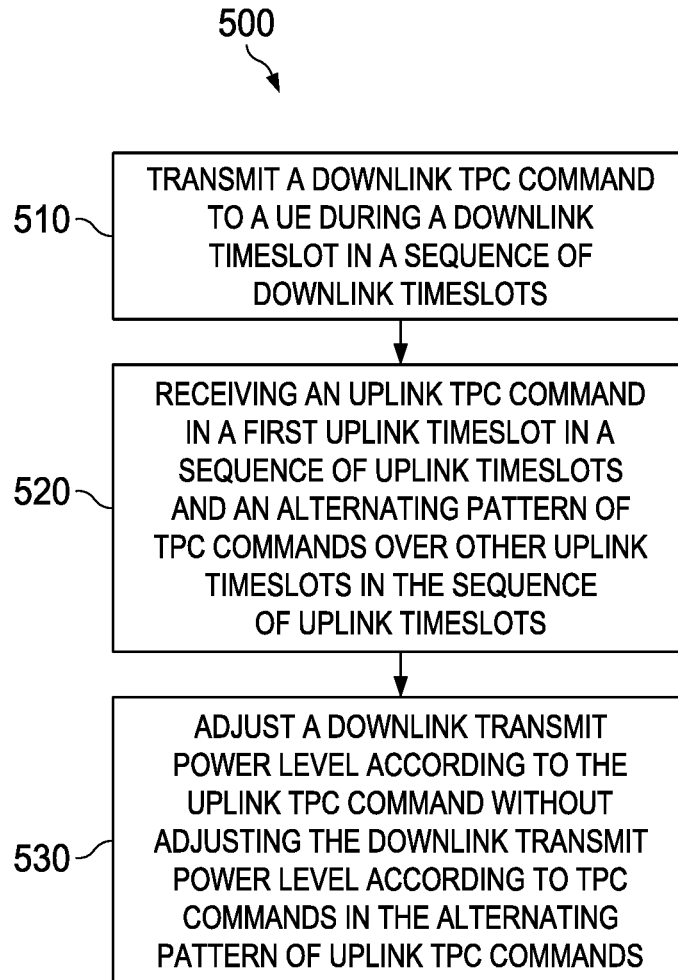 500
510
TRANSMIT A DOWNLINK TPC COMMAND
TO A UE DURING A DOWNLINK
TIMESLOT IN A SEQUENCE OF
DOWNLINK TIMESLOTS
520
RECEIVING AN UPLINK TPC COMMAND
IN A FIRST UPLINK TIMESLOT IN A
SEQUENCE OF UPLINK TIMESLOTS
AND AN ALTERNATING PATTERN OF
TPC COMMANDS OVER OTHER UPLINK
TIMESLOTS IN THE SEQUENCE
OF UPLINK TIMESLOTS
530
ADJUST A DOWNLINK TRANSMIT
POWER LEVEL ACCORDING TO THE
UPLINK TPC COMMAND WITHOUT
ADJUSTING THE DOWNLINK TRANSMIT
POWER LEVEL ACCORDING TO TPC
COMMANDS IN THE ALTERNATING
PATTERN OF UPLINK TPC COMMANDS